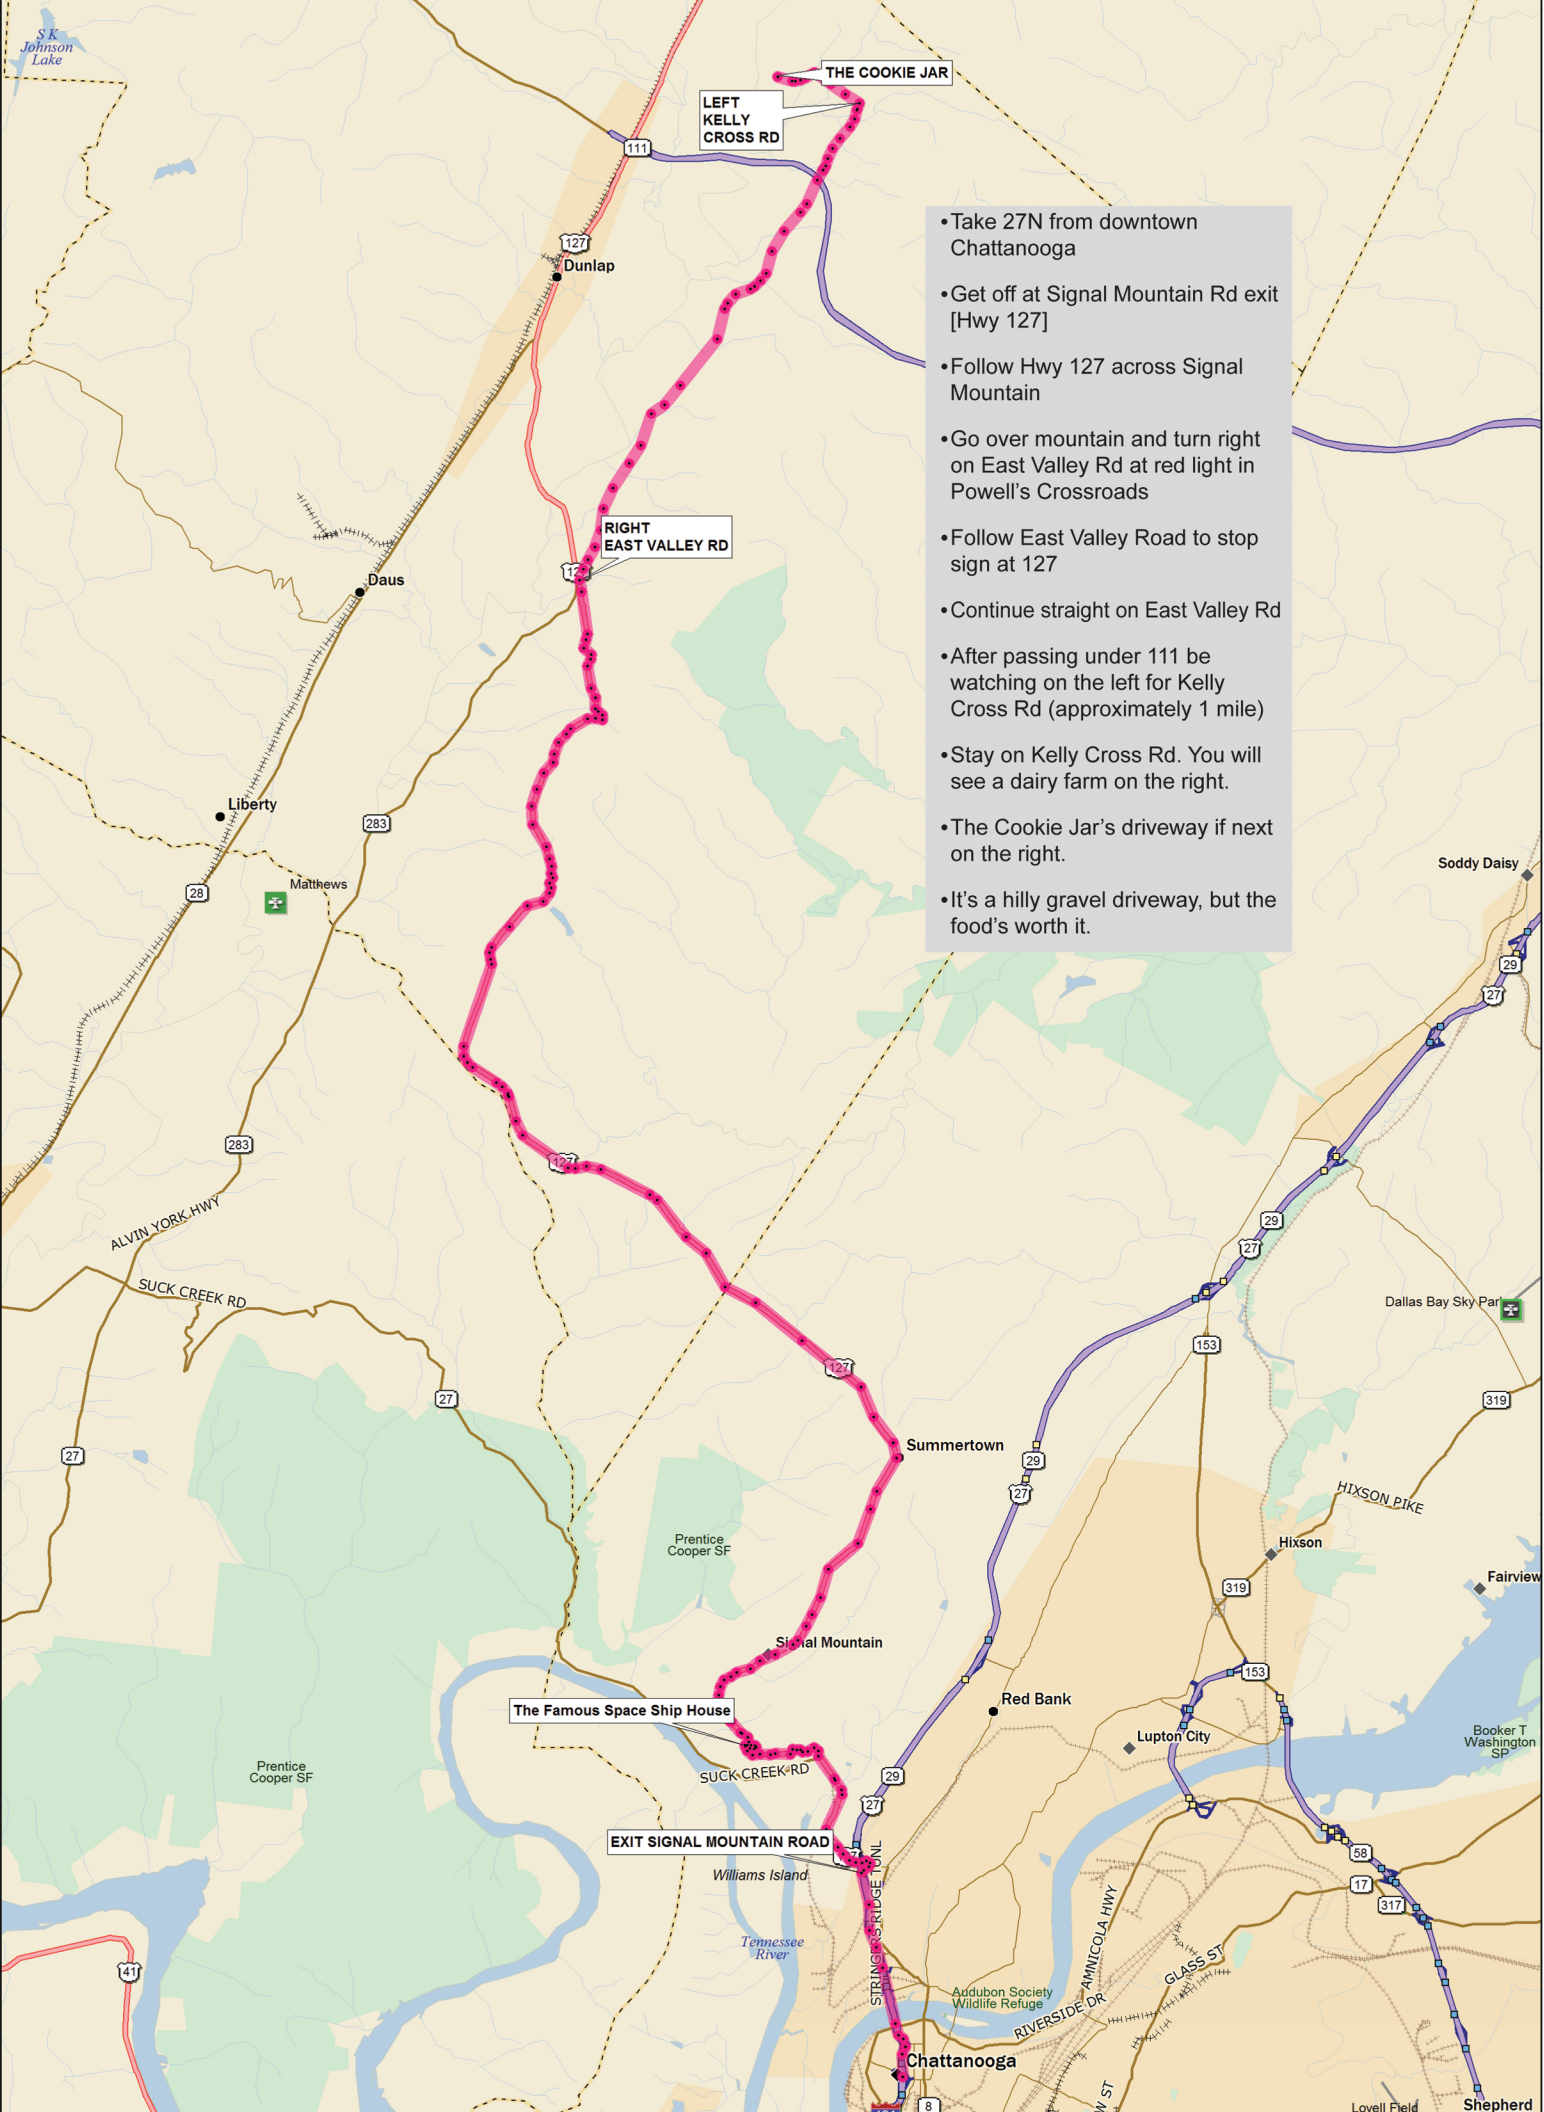 S K
Johnson
Lake
THE COOKIE JAR
LEFT
KELLY
CROSS RD
111
127
Dunlap
•Take 27N from downtown
Chattanooga
•Get off at Signal Mountain Rd exit
[Hwy 127]
•Follow Hwy 127 across Signal
Mountain
•Go over mountain and turn right
on East Valley Rd at red light in
Powell's Crossroads
•Follow East Valley Road to stop
sign at 127
•Continue straight on East Valley Rd
•After passing under 111 be
watching on the left for Kelly
Cross Rd (approximately 1 mile)
•Stay on Kelly Cross Rd. You will
see a dairy farm on the right.
•The Cookie Jar's driveway if next
on the right.
•It's a hilly gravel driveway, but the
food's worth it.
RIGHT
EAST VALLEY RD
Daus
Liberty
283
28
Matthews
Soddy Daisy
29
27
283
127
ALVIN YORK HWY
SUCK CREEK RD
29
27
Dallas Bay Sky Park
153
127
27
319
27
Summertown
29
27
HIXSON PIKE
Prentice
Cooper SF
Hixson
319
Fairview
Signal Mountain
153
Red Bank
The Famous Space Ship House
Lupton City
Booker T
Washington
SP
Prentice
Cooper SF
SUCK CREEK RD
29
27
EXIT SIGNAL MOUNTAIN ROAD
58
Williams Island
17
317
STRINGERS RIDGE TUNL
AMNICOLA HWY
Tennessee
River
GLASS ST
41
Audubon Society
Wildlife Refuge
RIVERSIDE DR
Chattanooga
8
Lovell Field
Shepherd